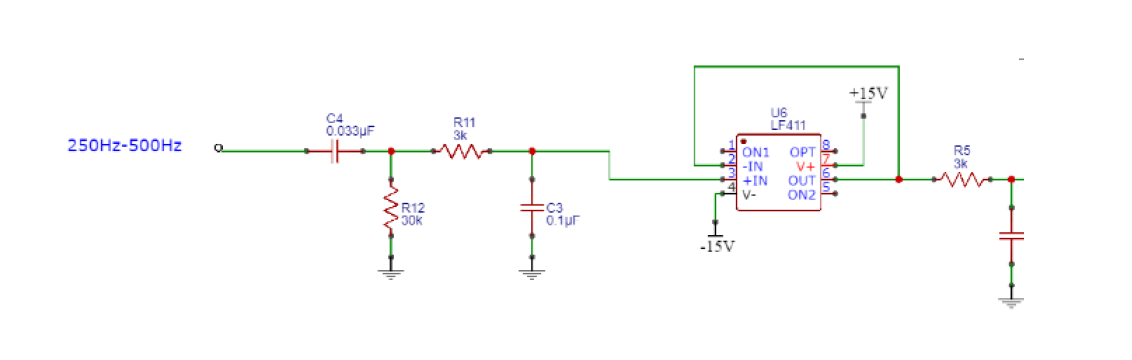 250Hz-500Hz
C4
0.033µF
R11
3k
R12
30k
C3
0.1µF
U6
LF411
1 ON1
2 -IN
3 +IN
4 V-
OPT 8
V+ 7
OUT 6
ON2 5
+15V
-15V
R5
3k